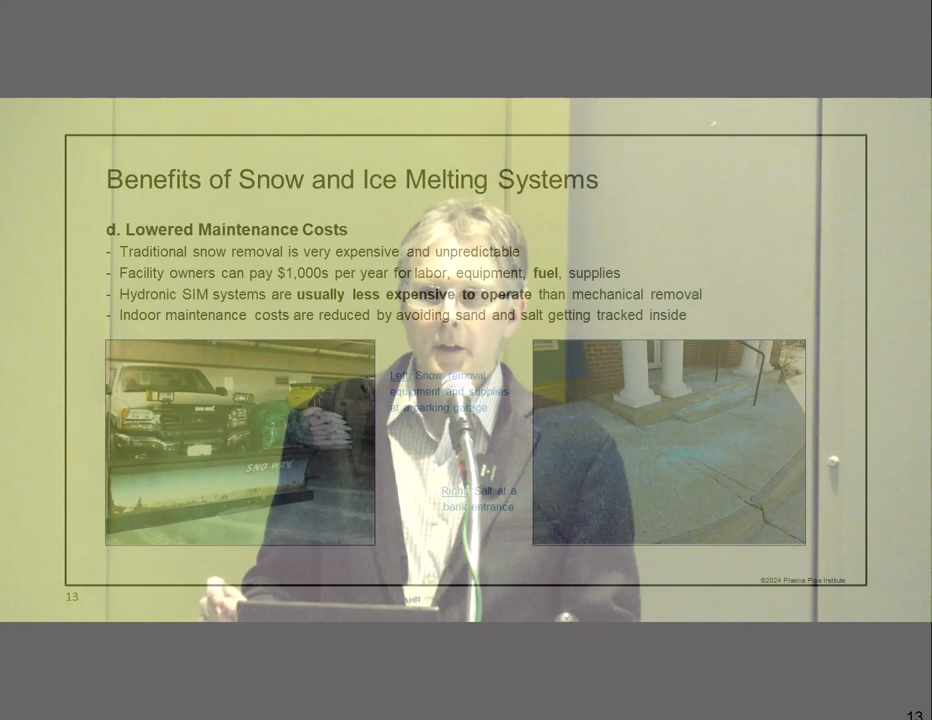 Benefits of Snow and Ice Melting Systems
d. Lowered Maintenance Costs
- Traditional snow removal is very expensive and unpredictable
- Facility owners can pay $1,000s per year for labor, equipment, fuel, supplies
- Hydronic SIM systems are usually less expensive to operate than mechanical removal
- Indoor maintenance costs are reduced by avoiding sand and salt getting tracked inside
Left: Snow removal
equipment and supplies
at a parking garage
SNO-WAY
Right: Salt at a
bank entrance
©2024 Plastics Pipe Institute
13
AHR
13